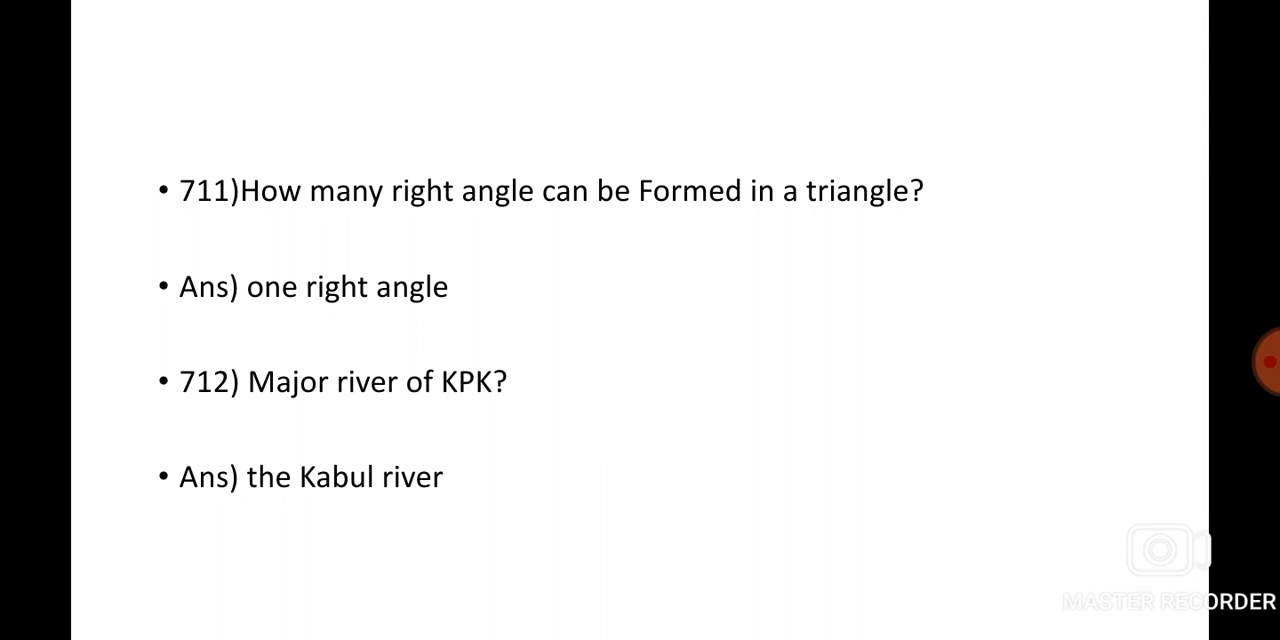 • 711)How many right angle can be Formed in a triangle?
• Ans) one right angle
• 712) Major river of KPK?
• Ans) the Kabul river
MASTER RECORDER